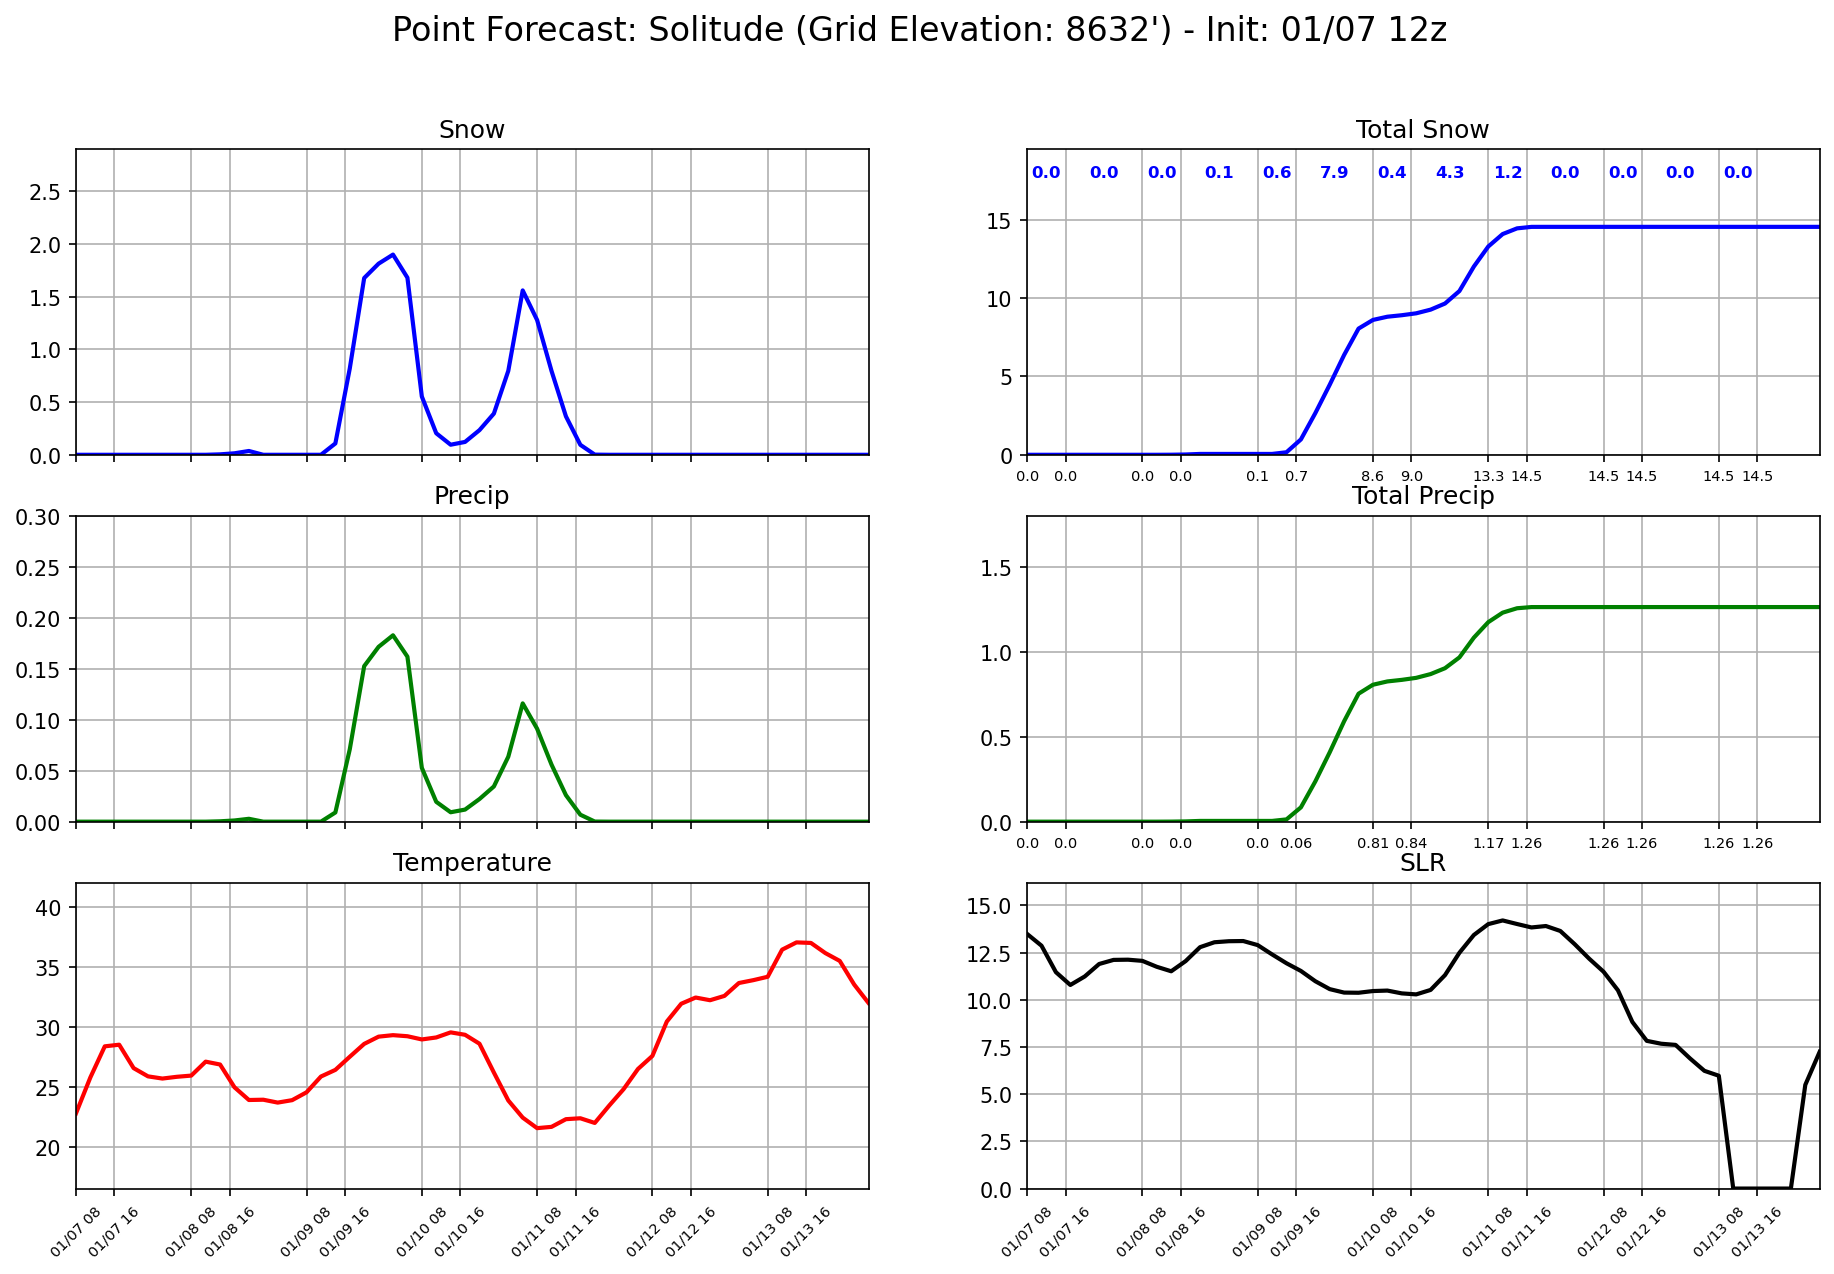 Point Forecast: Solitude (Grid Elevation: 8632') - Init: 01/07 12z
Snow
2.5
2.0
1.5
1.0
0.5
0.0
Total Snow
0.0 0.0 0.0 0.1 0.6 7.9 0.4 4.3 1.2 0.0 0.0 0.0 0.0
15
10
5
0
0.0 0.0 0.0 0.0 0.1 0.7 8.6 9.0 13.3 14.5 14.5 14.5 14.5 14.5
Precip
0.30
0.25
0.20
0.15
0.10
0.05
0.00
Total Precip
1.5
1.0
0.5
0.0
0.0 0.0 0.0 0.0 0.0 0.06 0.81 0.84 1.17 1.26 1.26 1.26 1.26 1.26
Temperature
40
35
30
25
20
01/07 08 01/07 16 01/08 08 01/08 16 01/09 08 01/09 16 01/10 08 01/10 16 01/11 08 01/11 16 01/12 08 01/12 16 01/13 08 01/13 16
SLR
15.0
12.5
10.0
7.5
5.0
2.5
0.0
01/07 08 01/07 16 01/08 08 01/08 16 01/09 08 01/09 16 01/10 08 01/10 16 01/11 08 01/11 16 01/12 08 01/12 16 01/13 08 01/13 16